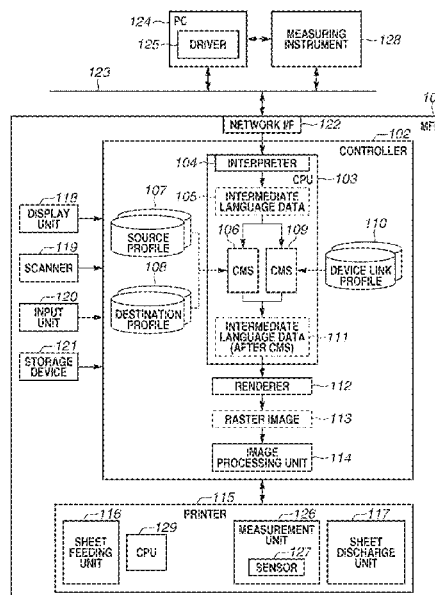 124
PC
125
DRIVER
MEASURING
INSTRUMENT
128
123
NETWORK I/F
122
102
CONTROLLER
104
INTERPRETER
CPU
103
105
INTERMEDIATE
LANGUAGE DATA
107
SOURCE
PROFILE
108
DESTINATION
PROFILE
106
CMS
109
CMS
110
DEVICE LINK
PROFILE
INTERMEDIATE
LANGUAGE DATA
(AFTER CMS)
111
RENDERER
112
RASTER IMAGE
113
IMAGE
PROCESSING UNIT
114
118
DISPLAY
UNIT
119
SCANNER
120
INPUT
UNIT
121
STORAGE
DEVICE
115
PRINTER
116
SHEET
FEEDING
UNIT
129
CPU
126
MEASUREMENT
UNIT
127
SENSOR
117
SHEET
DISCHARGE
UNIT